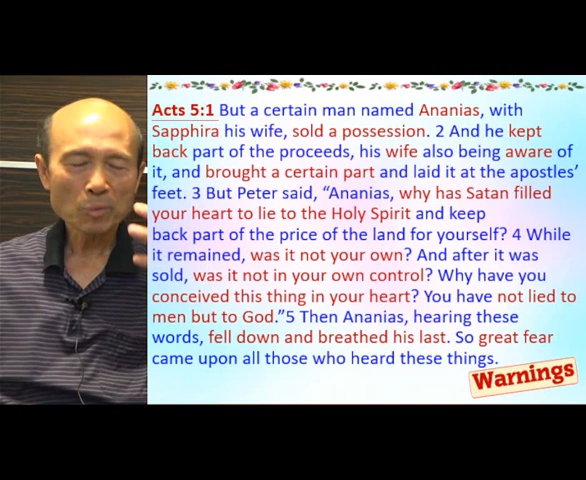 Acts 5:1 But a certain man named Ananias, with
Sapphira his wife, sold a possession. 2 And he kept
back part of the proceeds, his wife also being aware of
it, and brought a certain part and laid it at the apostles’
feet. 3 But Peter said, “Ananias, why has Satan filled
your heart to lie to the Holy Spirit and keep
back part of the price of the land for yourself? 4 While
it remained, was it not your own? And after it was
sold, was it not in your own control? Why have you
conceived this thing in your heart? You have not lied to
men but to God.”5 Then Ananias, hearing these
words, fell down and breathed his last. So great fear
came upon all those who heard these things.
Warnings